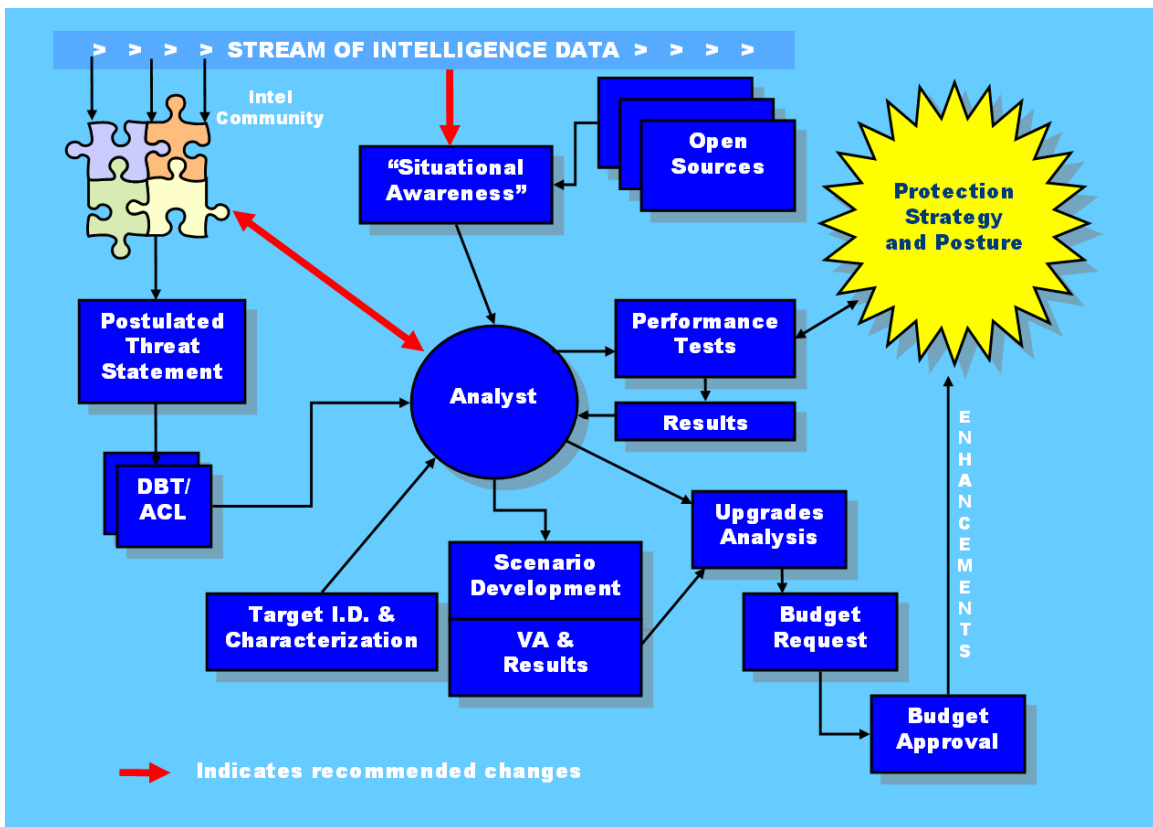 > > > > STREAM OF INTELLIGENCE DATA > > > >
Intel
Community
"Situational
Awareness"
Open
Sources
Protection
Strategy
and Posture
Postulated
Threat
Statement
Performance
Tests
Analyst
Results
DBT/
ACL
Upgrades
Analysis
Scenario
Development
Target I.D. &
Characterization
VA &
Results
Budget
Request
Budget
Approval
ENHANCEMENTS
Indicates recommended changes